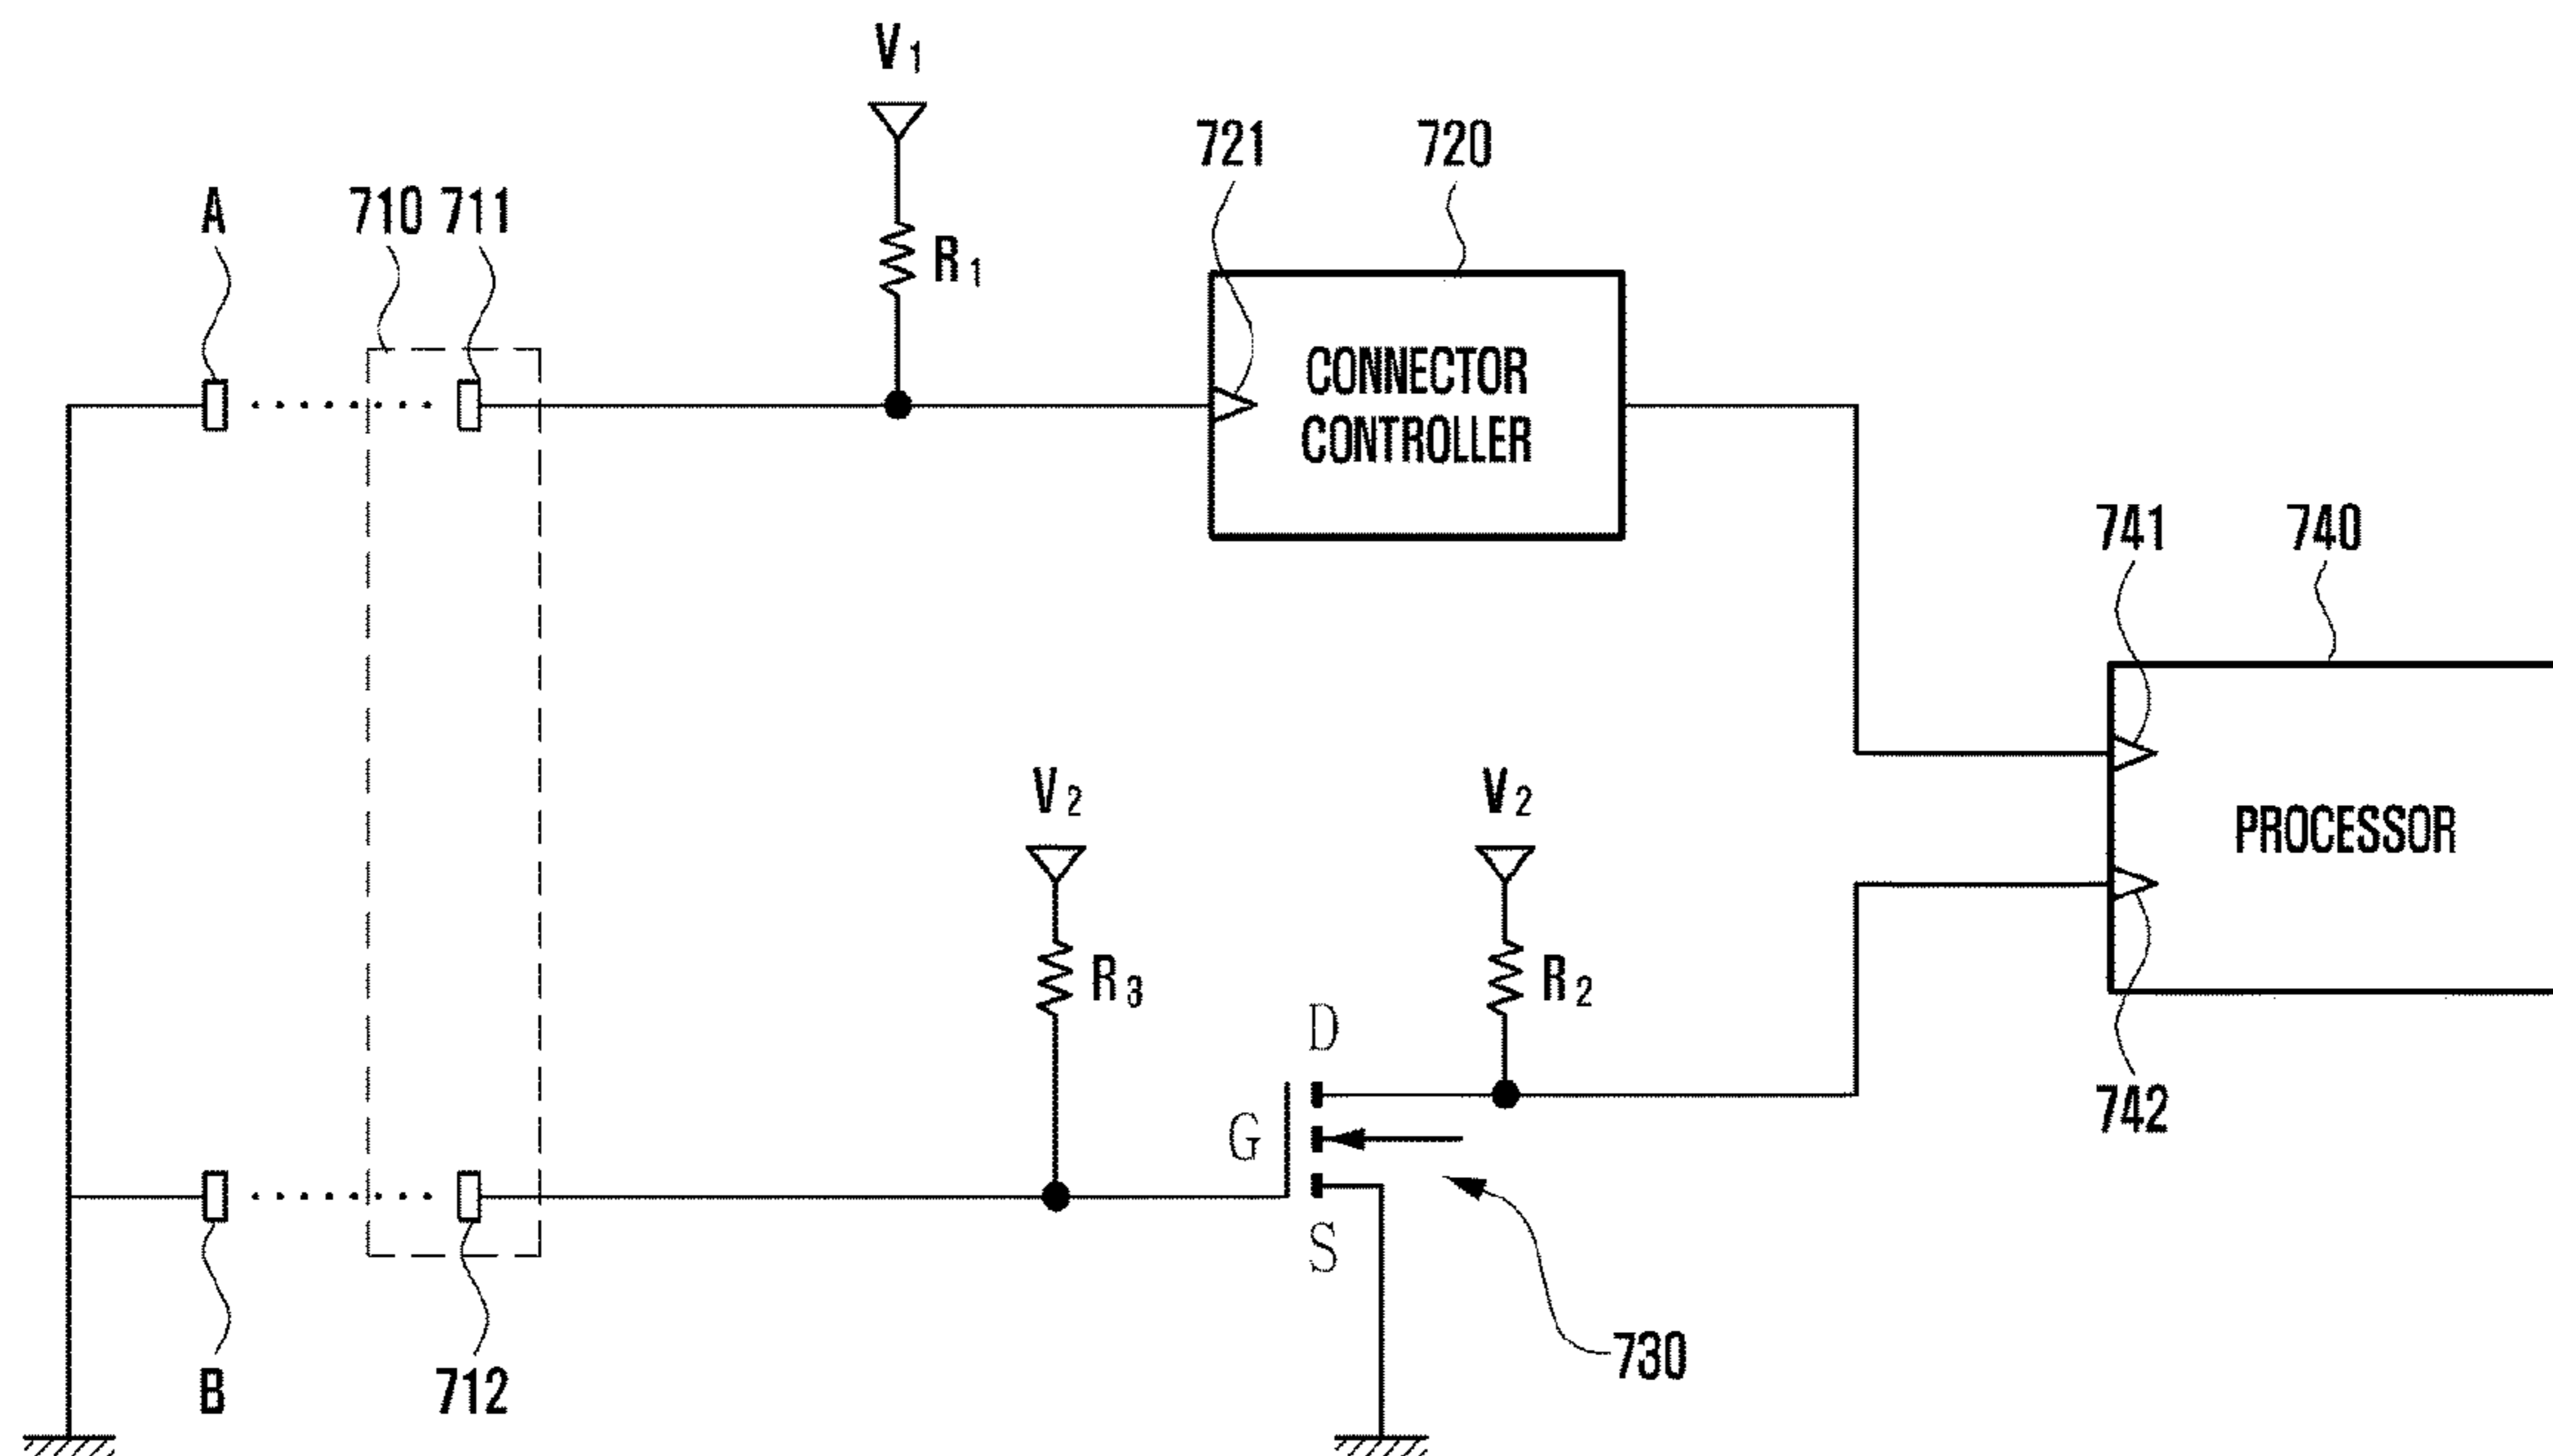 V1
721 720
A 710 711
R1
CONNECTOR
CONTROLLER
741 740
V2 V2
PROCESSOR
R3 R2
D
G
742
S
730
B 712